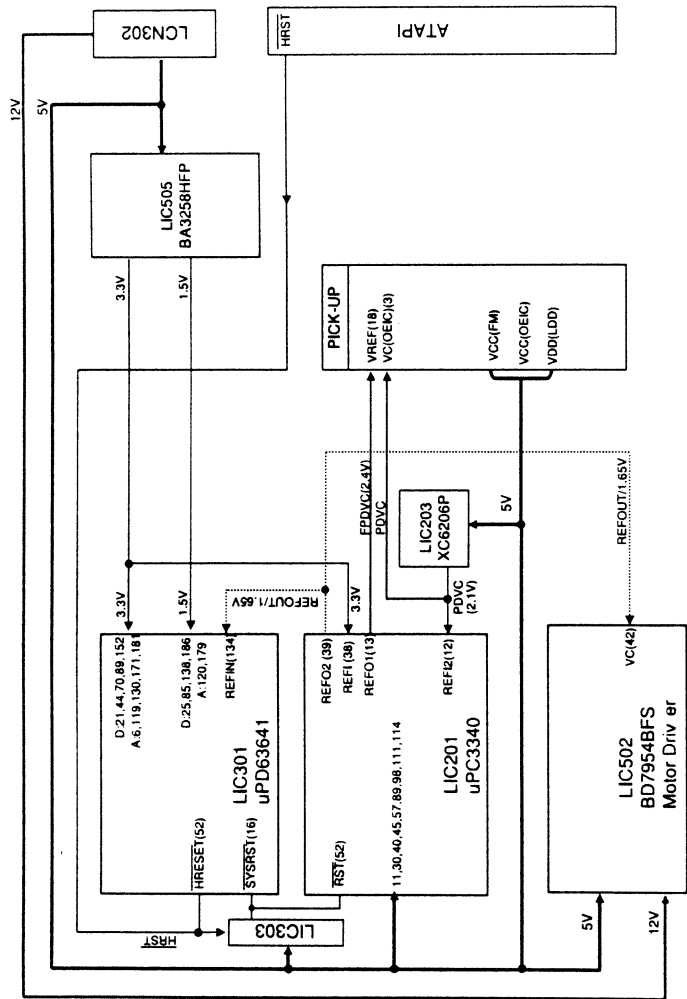 12V
5V
LCN302
HRST
ATAPI
LIC505
BA3258HFP
3.3V
1.5V
PICK-UP
VREF(18)
VC(OEIC)(3)
VCC(FM)
VCC(OEIC)
VDD(LDD)
FPDVC(2.4V)
PDVC
LIC203
XC6206P
5V
PDVC
(2.1V)
REFOUT/1.65V
3.3V
1.5V
REFOUT/1.65V
3.3V
D:21,44,70,89,152
A:6,119,130,171,181
D:25,85,138,186
A:120,179
REFIN(134)
LIC301
uPD63641
HRESET(52)
SYSRST(16)
REFO2 (39)
REFI (38)
REFO1(13)
REFI2(12)
LIC201
uPC3340
11,30,40,45,57,89,98,111,114
RST(52)
VC(42)
LIC502
BD7954BFS
Motor Driver
HRST
LIC303
5V
12V